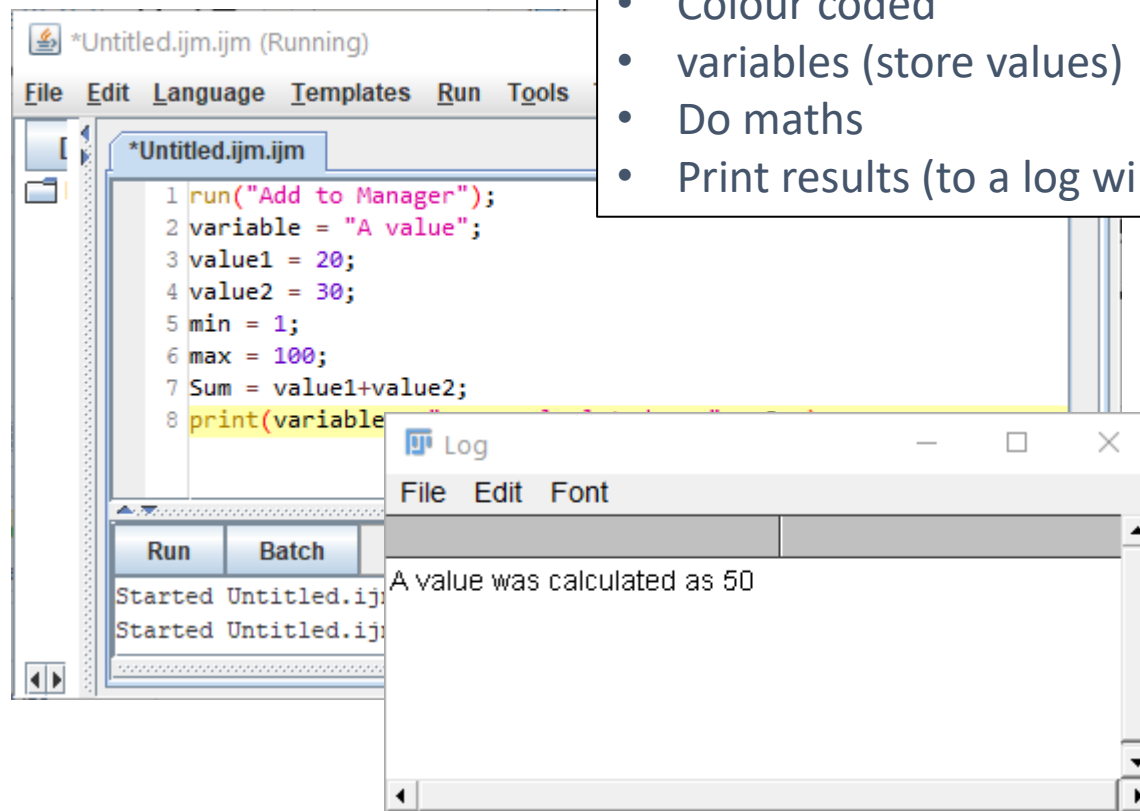 Colour coded
*Untitled.ijm.ijm (Running)
• variables (store values)
File Edit Language Templates Run Tools
• Do maths
*Untitled.ijm.ijm
• Print results (to a log
1 run("Add to Manager");
2 variable = "A value";
3 value1 = 20;
4 value2 = 30;
5 min = 1;
6 max = 100;
7 Sum = value1+value2;
8 print(variable
Log
File Edit Font
Run Batch
A value was calculated as 50
Started Untitled.ij
Started Untitled.ij